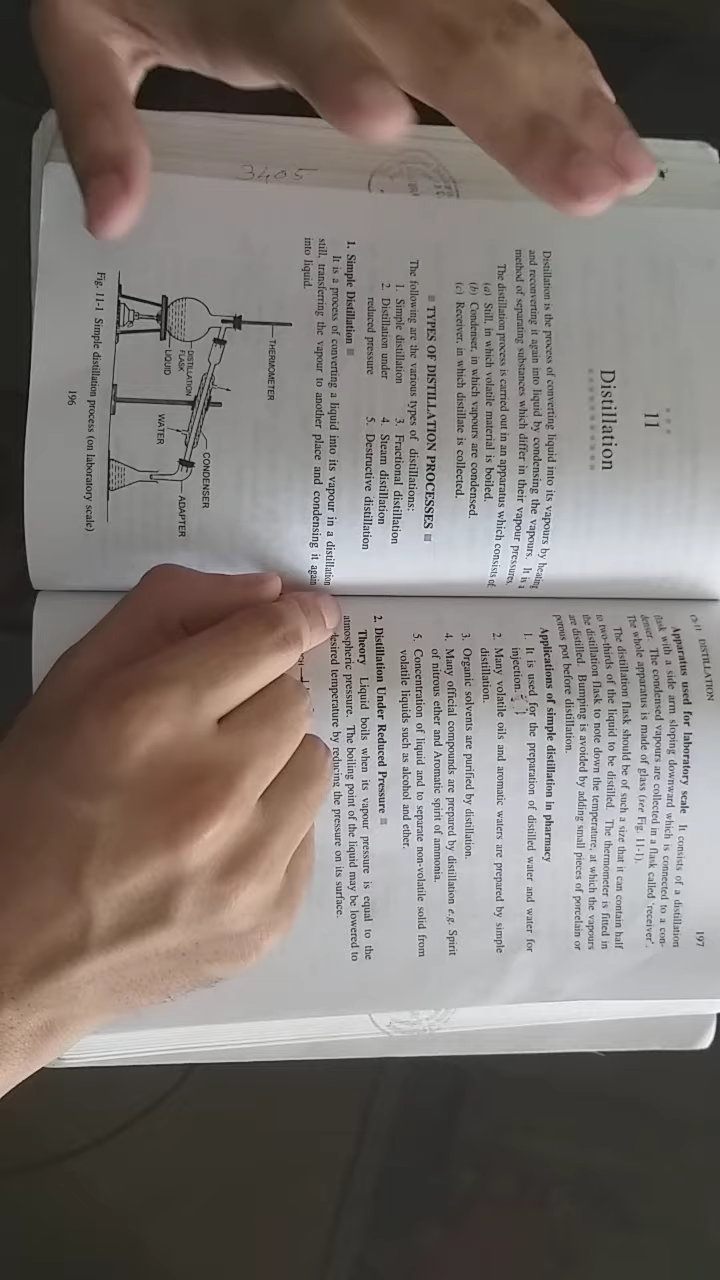 11
Distillation
Distillation is the process of converting liquid into its vapours by heating
and reconverting it again into liquid by condensing the vapours. It is
method of separating substances which differ in their vapour pressures.
The distillation process is carried out in an apparatus which consists of
(a) Still, in which volatile material is boiled.
(b) Condenser, in which vapours are condensed.
(c) Receiver, in which distillate is collected.
■ TYPES OF DISTILLATION PROCESSES ■
The following are the various types of distillations:
1. Simple distillation 3. Fractional distillation
2. Distillation under 4. Steam distillation
reduced pressure 5. Destructive distillation
1. Simple Distillation ■
It is a process of converting a liquid into its vapour in a distillation
still, transferring the vapour to another place and condensing it again
into liquid.
THERMOMETER
CONDENSER
DISTILLATION
FLASK
LIQUID
WATER
ADAPTER
Fig. 11-1 Simple distillation process (on laboratory scale)
196
3405
DISTILLATION 197
Apparatus used for laboratory scale It consists of a distillation
flask with a side arm sloping downward which is connected to a con-
denser. The condensed vapours are collected in a flask called 'receiver'.
The whole apparatus is made of glass (see Fig. 11-1).
The distillation flask should be of such a size that it can contain half
to two-thirds of the liquid to be distilled. The thermometer is fitted in
the distillation flask to note down the temperature, at which the vapours
are distilled. Bumping is avoided by adding small pieces of porcelain or
porous pot before distillation.
Applications of simple distillation in pharmacy
1. It is used for the preparation of distilled water and water for
injection.
2. Many volatile oils and aromatic waters are prepared by simple
distillation.
3. Organic solvents are purified by distillation.
4. Many official compounds are prepared by distillation e.g. Spirit
of nitrous ether and Aromatic spirit of ammonia.
5. Concentration of liquid and to separate non-volatile solid from
volatile liquids such as alcohol and ether.
2. Distillation Under Reduced Pressure ■
Theory Liquid boils when its vapour pressure is equal to the
atmospheric pressure. The boiling point of the liquid may be lowered to
desired temperature by reducing the pressure on its surface.